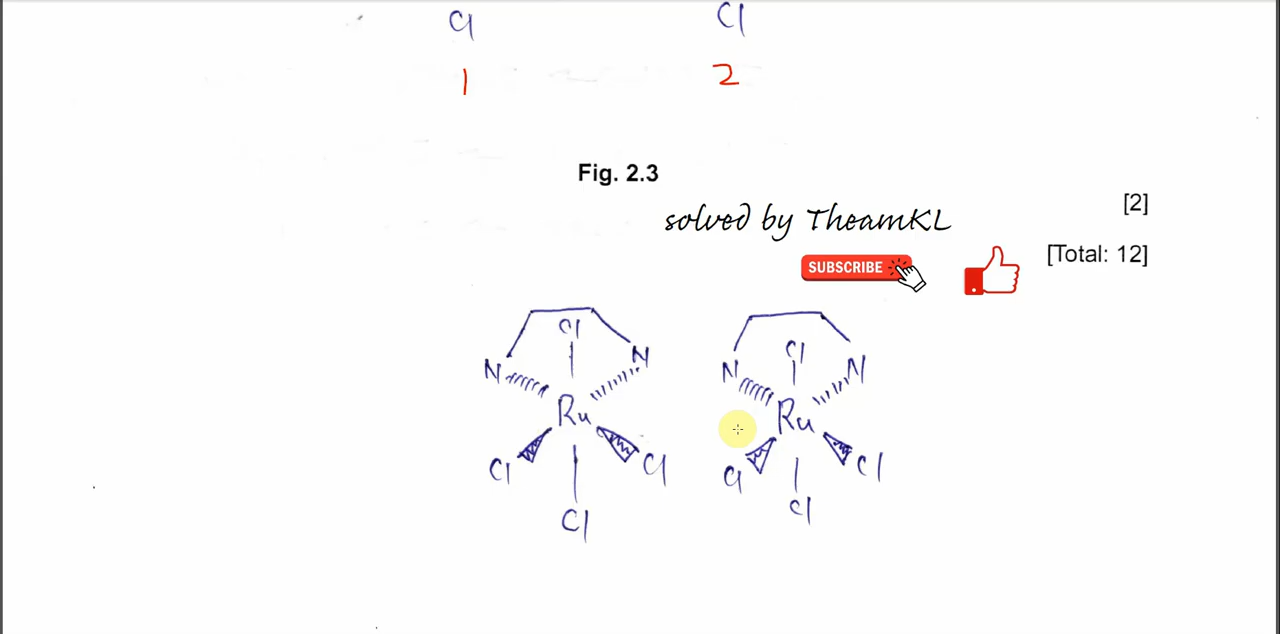 Cl Cl
1 2
Fig. 2.3
[2]
solved by TheamKL
[Total: 12]
SUBSCRIBE
Cl Cl
N N N N
Ru Ru
Cl Cl Cl Cl
Cl Cl